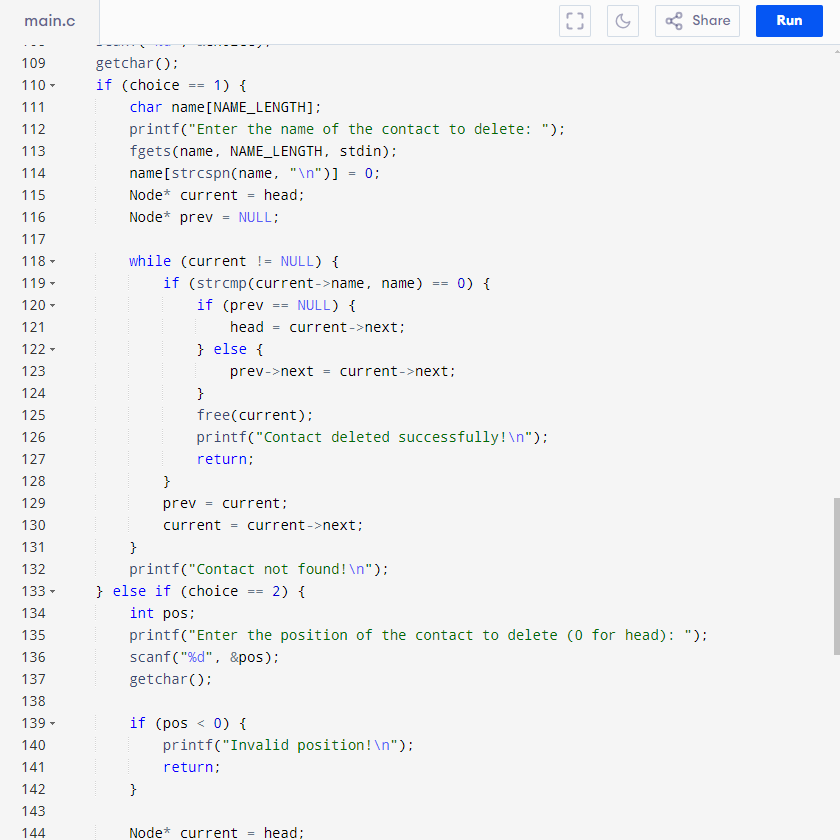 main.c
Share
Run
109 getchar();
110 if (choice == 1) {
111 char name[NAME_LENGTH];
112 printf("Enter the name of the contact to delete: ");
113 fgets(name, NAME_LENGTH, stdin);
114 name[strcspn(name, "\n")] = 0;
115 Node* current = head;
116 Node* prev = NULL;
117
118 while (current != NULL) {
119 if (strcmp(current->name, name) == 0) {
120 if (prev == NULL) {
121 head = current->next;
122 } else {
123 prev->next = current->next;
124 }
125 free(current);
126 printf("Contact deleted successfully!\n");
127 return;
128 }
129 prev = current;
130 current = current->next;
131 }
132 printf("Contact not found!\n");
133 } else if (choice == 2) {
134 int pos;
135 printf("Enter the position of the contact to delete (0 for head): ");
136 scanf("%d", &pos);
137 getchar();
138
139 if (pos < 0) {
140 printf("Invalid position!\n");
141 return;
142 }
143
144 Node* current = head;